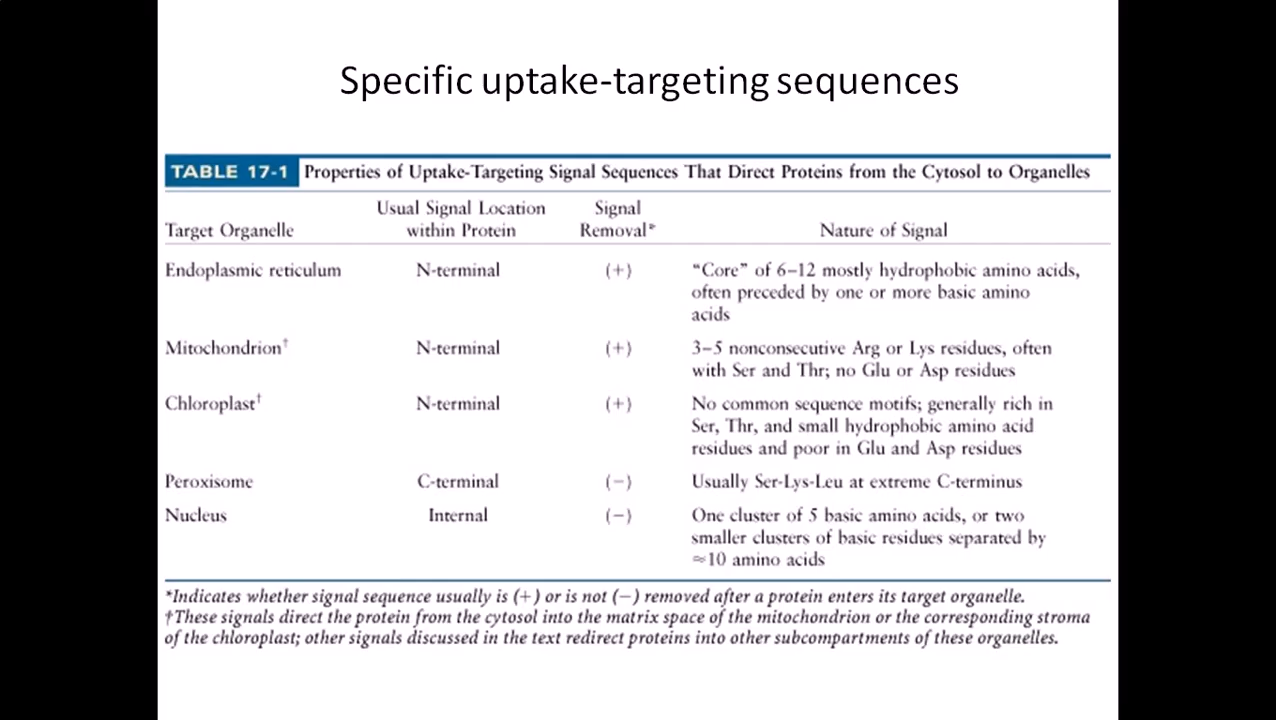 Specific uptake-targeting sequences
TABLE 17-1 Properties of Uptake-Targeting Signal Sequences That Direct Proteins from the Cytosol to Organelles
Target Organelle Usual Signal Location within Protein Signal Removal* Nature of Signal
Endoplasmic reticulum N-terminal (+) “Core” of 6–12 mostly hydrophobic amino acids,
often preceded by one or more basic amino
acids
Mitochondrion† N-terminal (+) 3–5 nonconsecutive Arg or Lys residues, often
with Ser and Thr; no Glu or Asp residues
Chloroplast† N-terminal (+) No common sequence motifs; generally rich in
Ser, Thr, and small hydrophobic amino acid
residues and poor in Glu and Asp residues
Peroxisome C-terminal (−) Usually Ser-Lys-Leu at extreme C-terminus
Nucleus Internal (−) One cluster of 5 basic amino acids, or two
smaller clusters of basic residues separated by
≈10 amino acids
*Indicates whether signal sequence usually is (+) or is not (−) removed after a protein enters its target organelle.
†These signals direct the protein from the cytosol into the matrix space of the mitochondrion or the corresponding stroma
of the chloroplast; other signals discussed in the text redirect proteins into other subcompartments of these organelles.